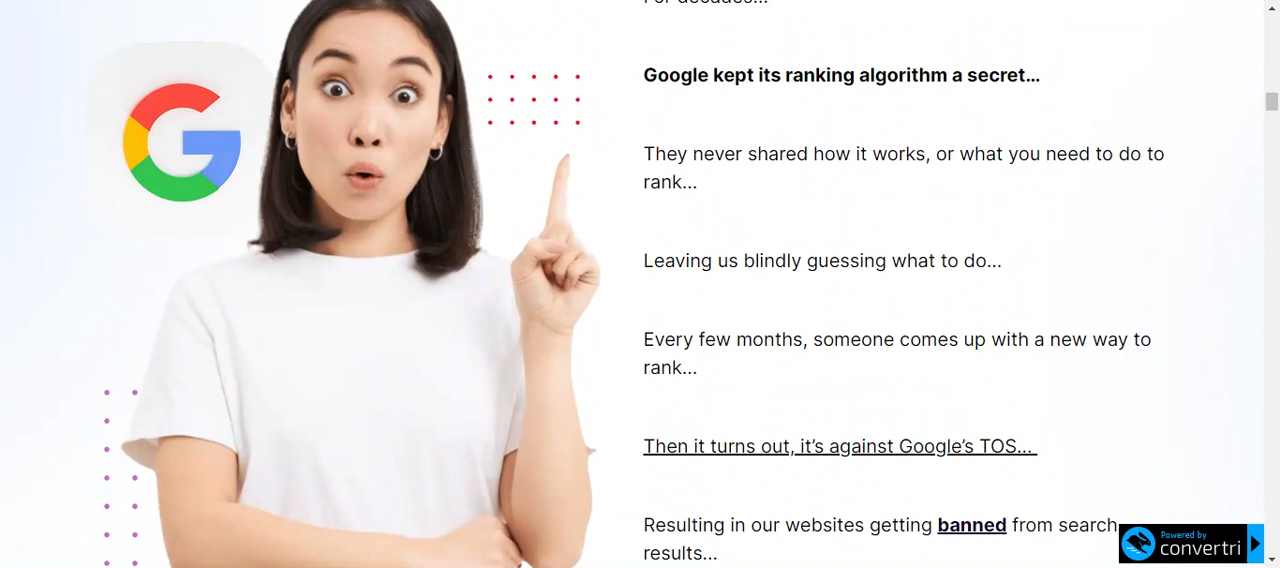 Google kept its ranking algorithm a secret...
They never shared how it works, or what you need to do to
rank...
Leaving us blindly guessing what to do...
Every few months, someone comes up with a new way to
rank...
Then it turns out, it’s against Google’s TOS...
Resulting in our websites getting banned from search
results...
Powered by
convertri